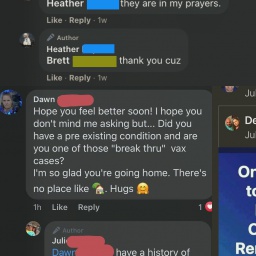 Heather they are in my prayers.
Like · Reply · 1w
Author
Heather
Brett thank you cuz
Like · Reply · 1w
Dawn
Hope you feel better soon! I hope you
don't mind me asking but... Did you
have a pre existing condition and are
you one of those "break thru" vax
cases?
I'm so glad you're going home. There's
no place like 🏡. Hugs 🤗
1h Like Reply 1
Author
Julie
Dawn have a history of
Ju
De
Jul
Or
to
C
Rer